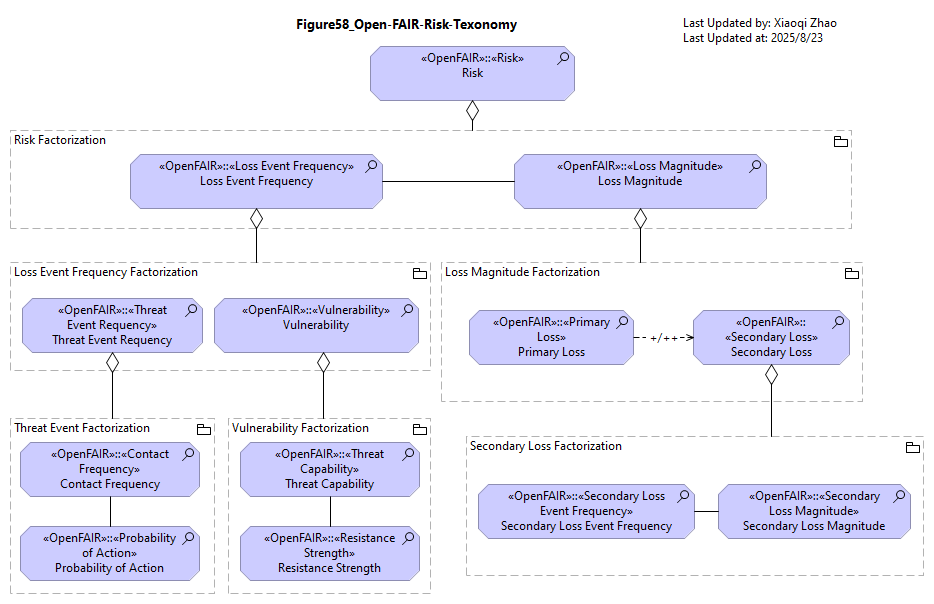 Figure58_Open-FAIR-Risk-Texonomy
Last Updated by: Xiaoqi Zhao
Last Updated at: 2025/8/23
«OpenFAIR»::«Risk»
Risk
Risk Factorization
«OpenFAIR»::«Loss Event Frequency»
Loss Event Frequency
«OpenFAIR»::«Loss Magnitude»
Loss Magnitude
Loss Event Frequency Factorization
«OpenFAIR»::«Threat
Event Requency»
Threat Event Requency
«OpenFAIR»::«Vulnerability»
Vulnerability
Loss Magnitude Factorization
«OpenFAIR»::«Primary
Loss»
Primary Loss
+/++
«OpenFAIR»::
«Secondary Loss»
Secondary Loss
Threat Event Factorization
«OpenFAIR»::«Contact
Frequency»
Contact Frequency
«OpenFAIR»::«Probability
of Action»
Probability of Action
Vulnerability Factorization
«OpenFAIR»::«Threat
Capability»
Threat Capability
«OpenFAIR»::«Resistance
Strength»
Resistance Strength
Secondary Loss Factorization
«OpenFAIR»::«Secondary Loss
Event Frequency»
Secondary Loss Event Frequency
«OpenFAIR»::«Secondary
Loss Magnitude»
Secondary Loss Magnitude